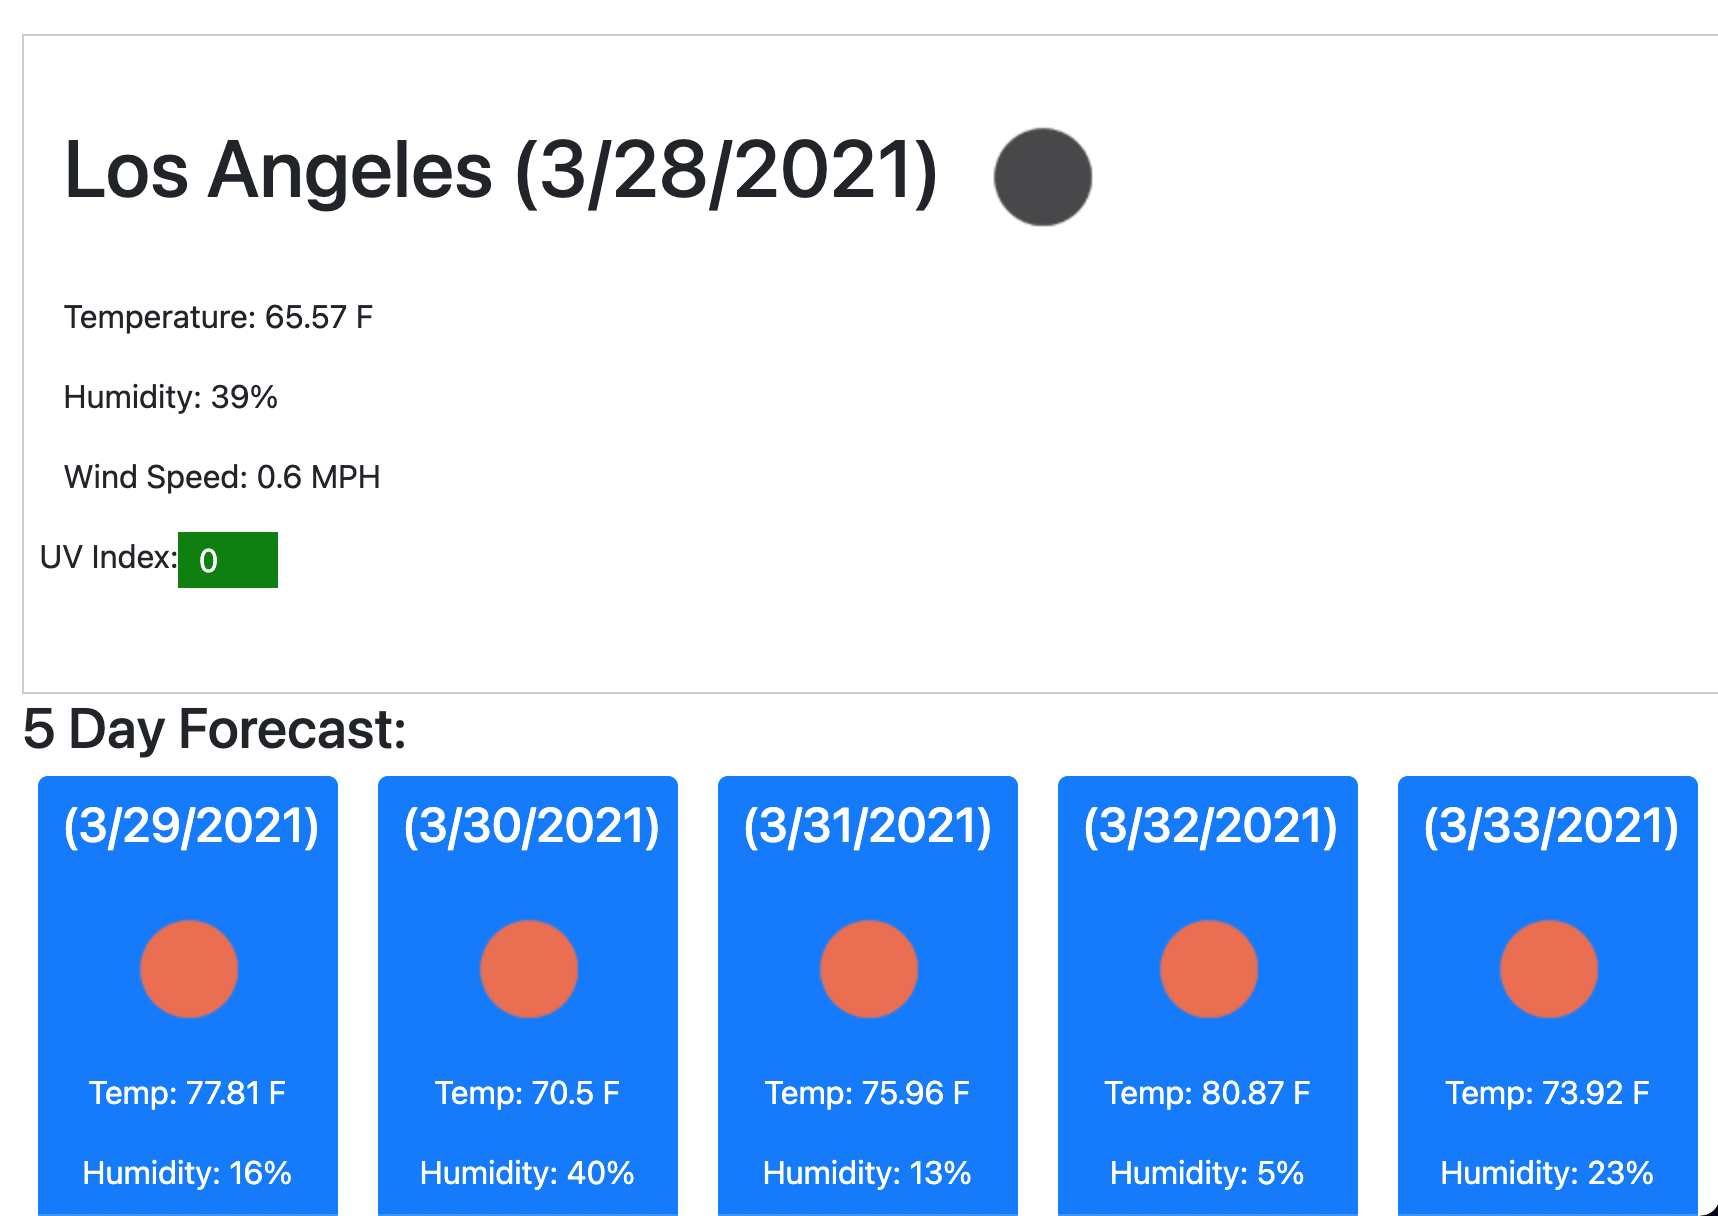 Los Angeles (3/28/2021)
Temperature: 65.57 F
Humidity: 39%
Wind Speed: 0.6 MPH
UV Index: 0
5 Day Forecast:
(3/29/2021)
Temp: 77.81 F
Humidity: 16%
(3/30/2021)
Temp: 70.5 F
Humidity: 40%
(3/31/2021)
Temp: 75.96 F
Humidity: 13%
(3/32/2021)
Temp: 80.87 F
Humidity: 5%
(3/33/2021)
Temp: 73.92 F
Humidity: 23%